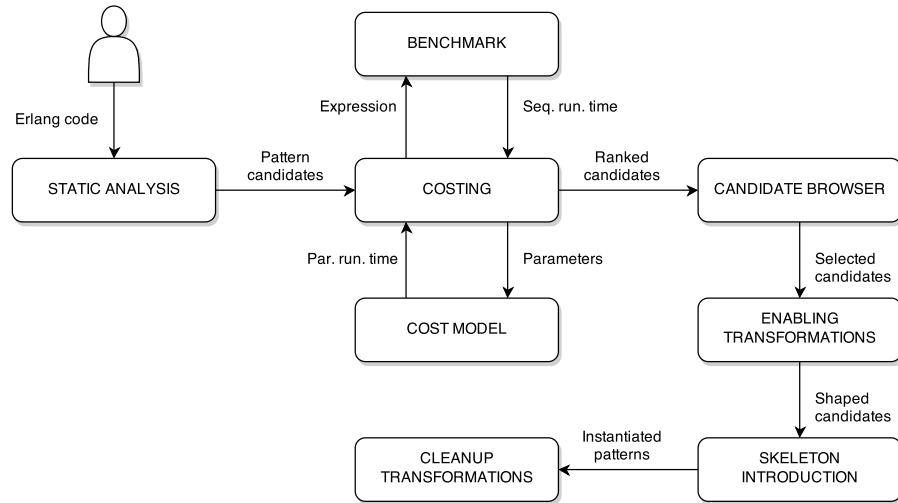 BENCHMARK
Expression
Seq. run. time
Erlang code
Pattern
candidates
Ranked
candidates
STATIC ANALYSIS
COSTING
CANDIDATE BROWSER
Par. run. time
Parameters
Selected
candidates
COST MODEL
ENABLING
TRANSFORMATIONS
Shaped
candidates
Instantiated
patterns
CLEANUP
TRANSFORMATIONS
SKELETON
INTRODUCTION